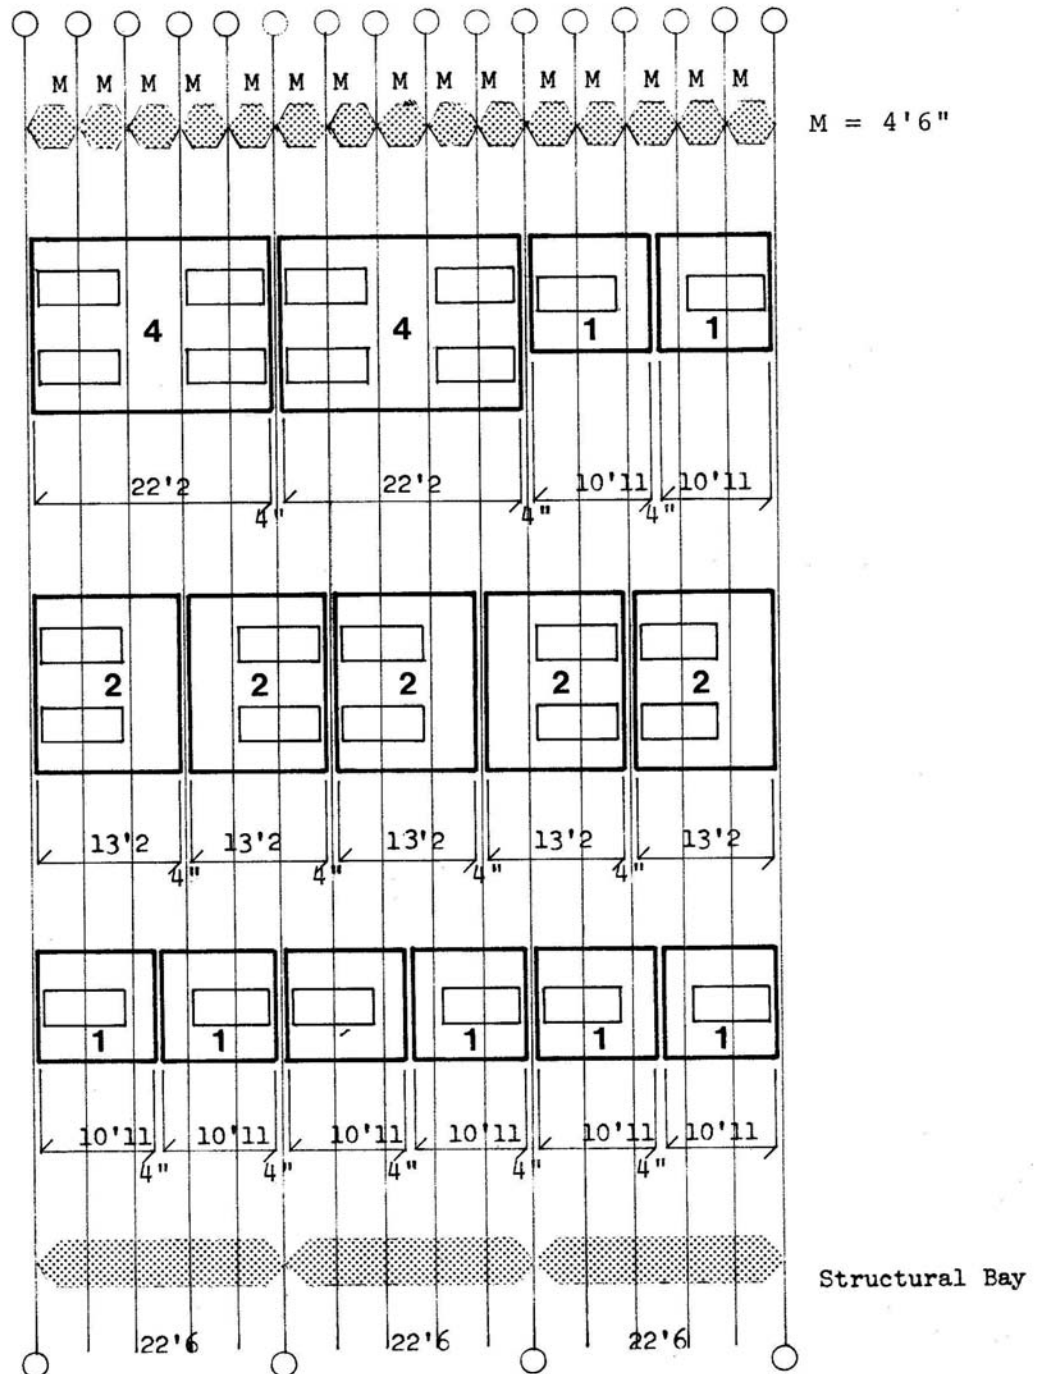 M M M M M M M M M M M M M M M
M = 4'6"
4 4 1 1
22'2 22'2 10'11 10'11
4" 4" 4"
2 2 2 2 2
13'2 13'2 13'2 13'2 13'2
4" 4" 4" 4"
1 1 1 1 1
10'11 10'11 10'11 10'11 10'11 10'11
4" 4" 4" 4" 4"
Structural Bay
22'6 22'6 22'6